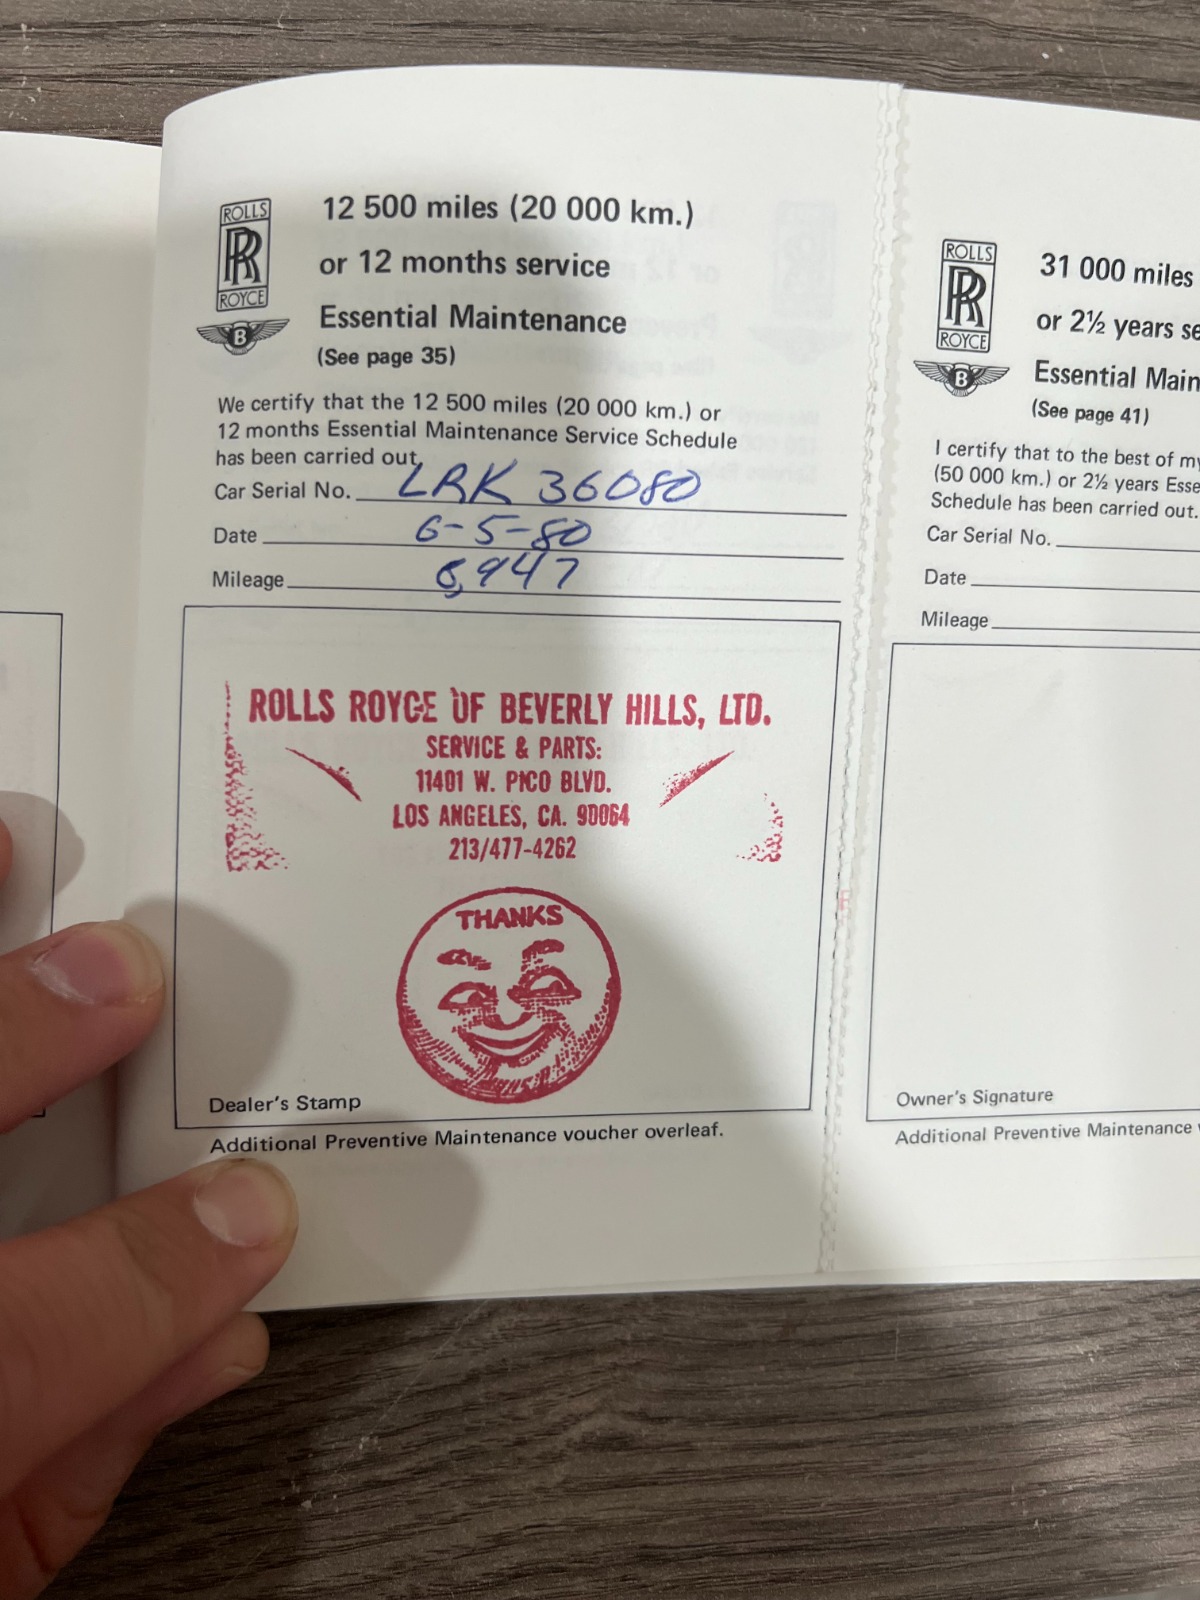 ROLLS
RR
ROYCE
B
12 500 miles (20 000 km.)
or 12 months service
Essential Maintenance
(See page 35)
We certify that the 12 500 miles (20 000 km.) or
12 months Essential Maintenance Service Schedule
has been carried out.
Car Serial No. LRK 36080
Date 6-5-80
Mileage 8,947
ROLLS ROYCE OF BEVERLY HILLS, LTD.
SERVICE & PARTS:
11401 W. PICO BLVD.
LOS ANGELES, CA. 90064
213/477-4262
THANKS
Dealer's Stamp
Additional Preventive Maintenance voucher overleaf.
ROLLS
RR
ROYCE
B
31 000 miles
or 2½ years se
Essential Main
(See page 41)
I certify that to the best of my
(50 000 km.) or 2½ years Esse
Schedule has been carried out.
Car Serial No.
Date
Mileage
Owner's Signature
Additional Preventive Maintenance